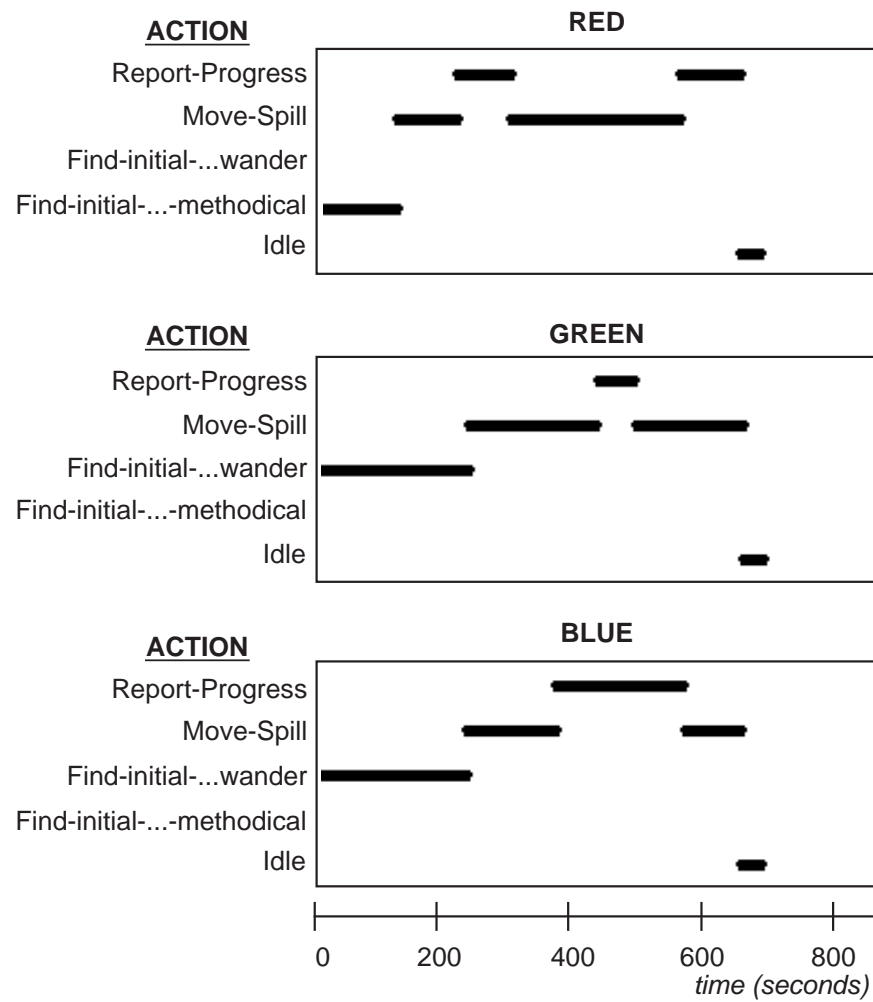 ACTION
RED
Report-Progress
Move-Spill
Find-initial-...wander
Find-initial-...-methodical
Idle
ACTION
GREEN
Report-Progress
Move-Spill
Find-initial-...wander
Find-initial-...-methodical
Idle
ACTION
BLUE
Report-Progress
Move-Spill
Find-initial-...wander
Find-initial-...-methodical
Idle
0 200 400 600 800
time (seconds)